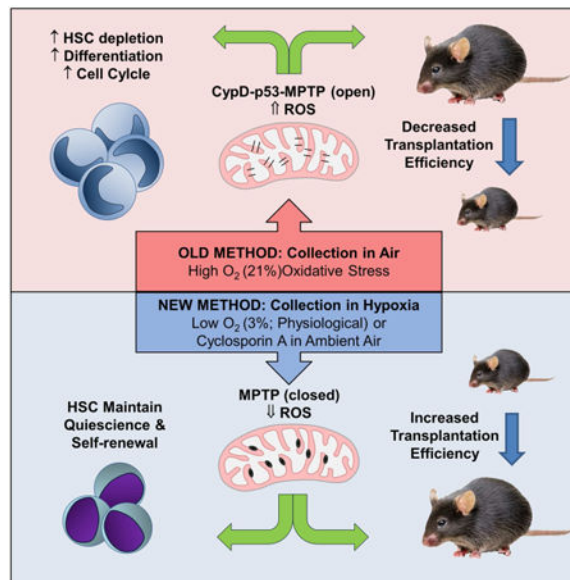 ↑ HSC depletion
↑ Differentiation
↑ Cell Cylcle
CypD-p53-MPTP (open)
⇑ ROS
Decreased
Transplantation
Efficiency
OLD METHOD: Collection in Air
High O₂ (21%)Oxidative Stress
NEW METHOD: Collection in Hypoxia
Low O₂ (3%; Physiological) or
Cyclosporin A in Ambient Air
HSC Maintain
Quiescience &
Self-renewal
MPTP (closed)
⇓ ROS
Increased
Transplantation
Efficiency